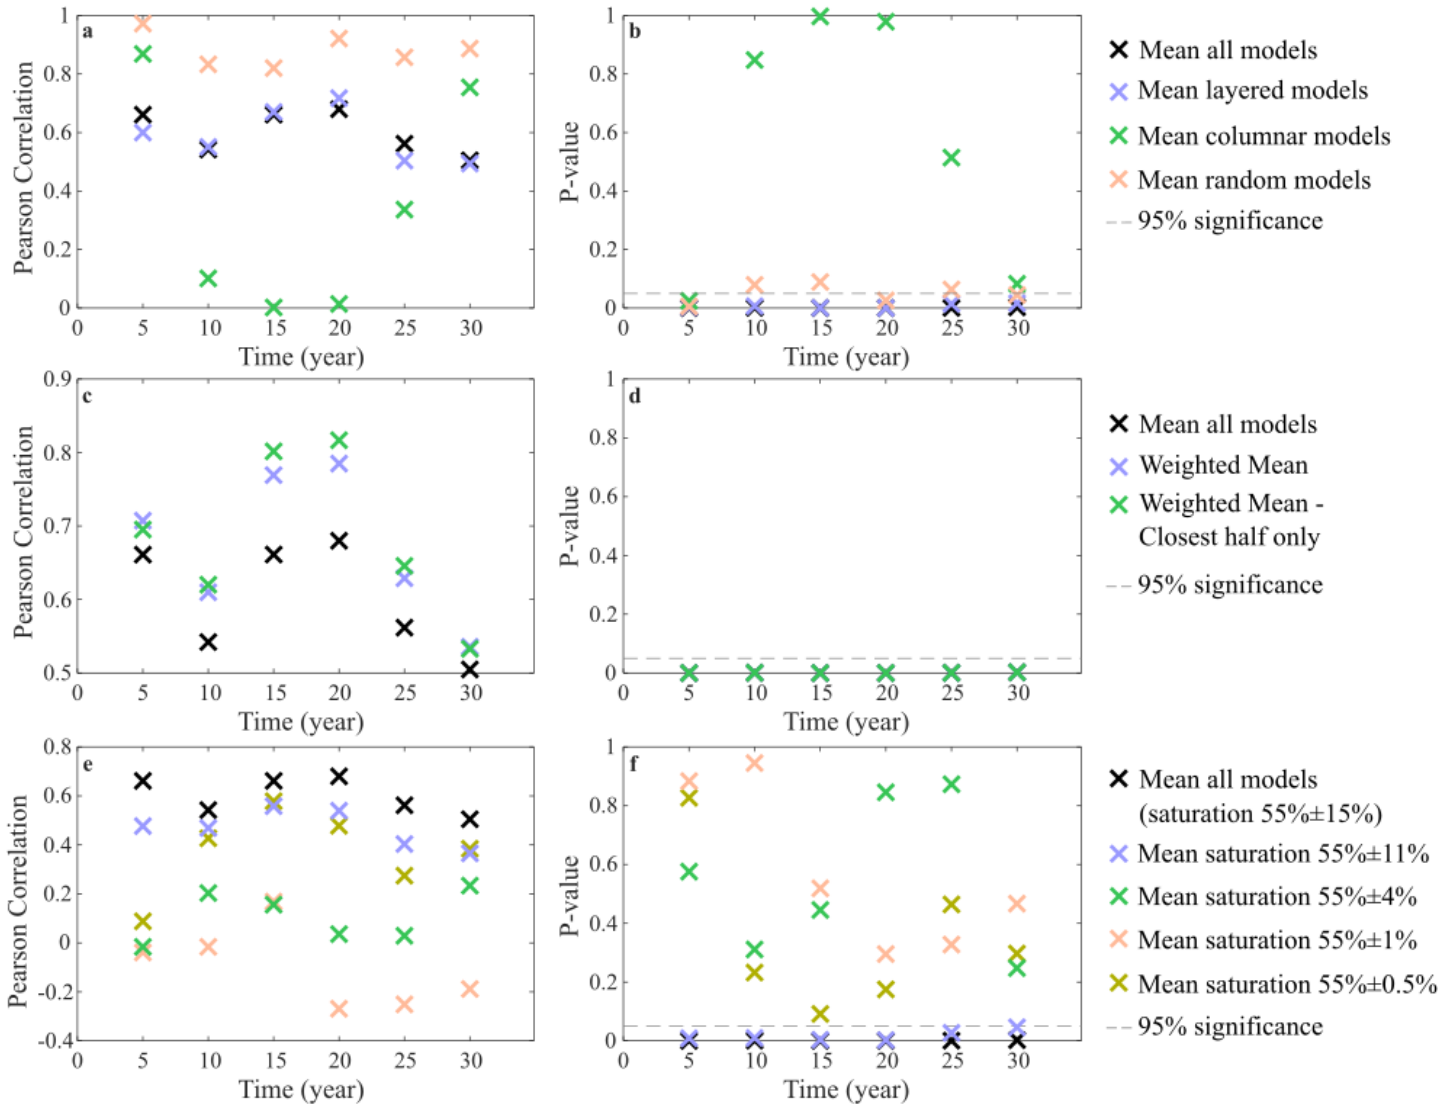 a
Pearson Correlation
1
0.8
0.6
0.4
0.2
0
0 5 10 15 20 25 30
Time (year)
b
P-value
1
0.8
0.6
0.4
0.2
0
0 5 10 15 20 25 30
Time (year)
Mean all models
Mean layered models
Mean columnar models
Mean random models
95% significance
c
Pearson Correlation
0.9
0.8
0.7
0.6
0.5
0 5 10 15 20 25 30
Time (year)
d
P-value
1
0.8
0.6
0.4
0.2
0
0 5 10 15 20 25 30
Time (year)
Mean all models
Weighted Mean
Weighted Mean -
Closest half only
95% significance
e
Pearson Correlation
0.8
0.6
0.4
0.2
0
-0.2
-0.4
0 5 10 15 20 25 30
Time (year)
f
P-value
1
0.8
0.6
0.4
0.2
0
0 5 10 15 20 25 30
Time (year)
Mean all models
(saturation 55%±15%)
Mean saturation 55%±11%
Mean saturation 55%±4%
Mean saturation 55%±1%
Mean saturation 55%±0.5%
95% significance